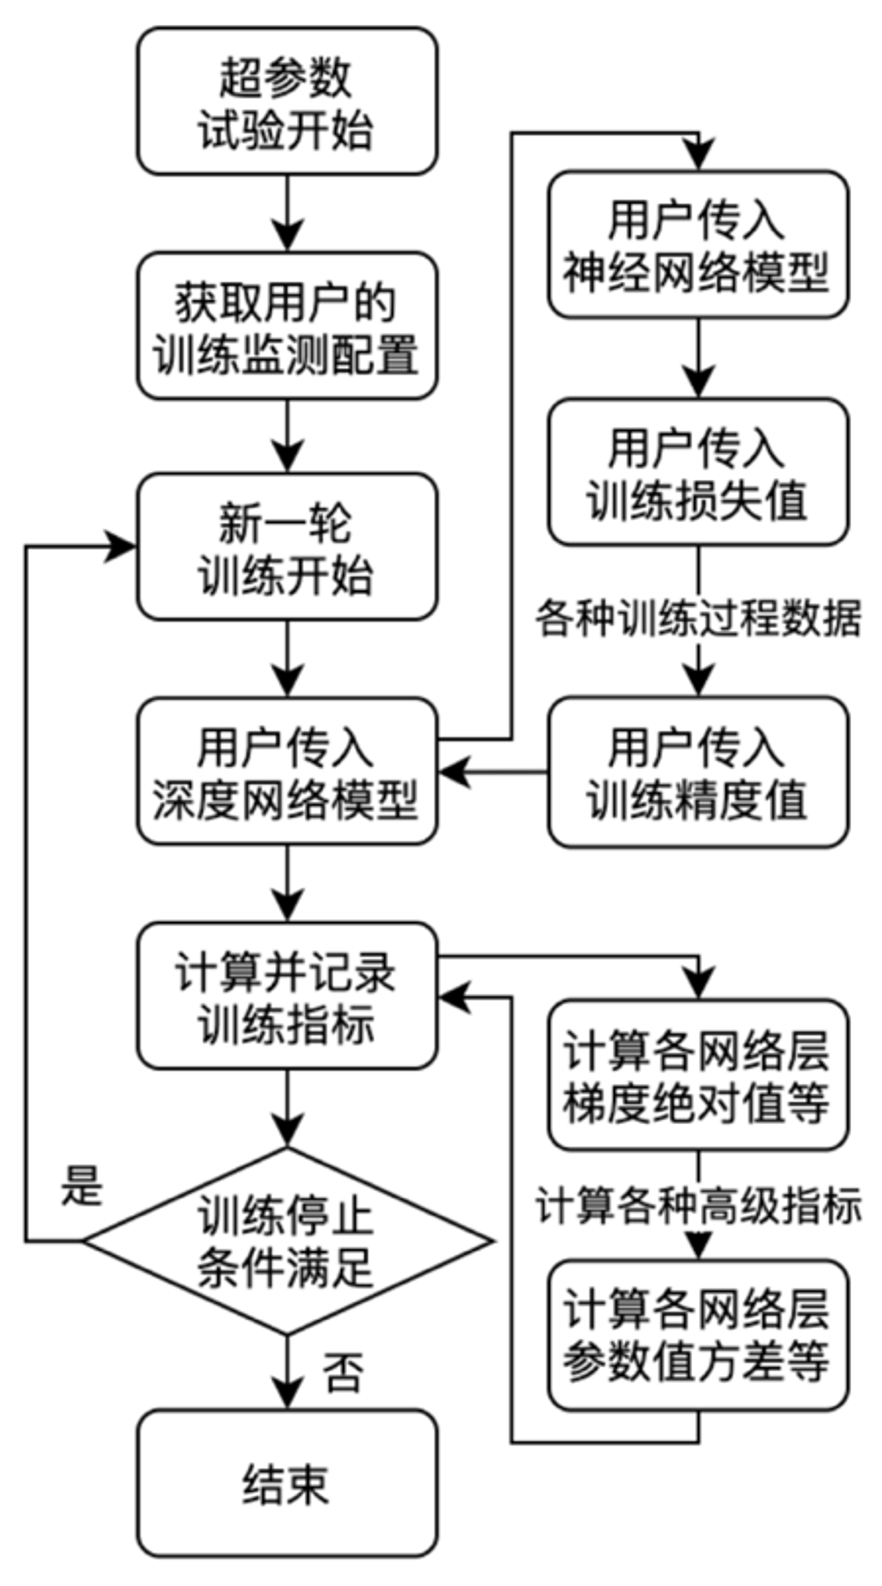 超参数
试验开始
获取用户的
训练监测配置
新一轮
训练开始
用户传入
深度网络模型
用户传入
神经网络模型
用户传入
训练损失值
各种训练过程数据
用户传入
训练精度值
计算并记录
训练指标
计算各网络层
梯度绝对值等
计算各种高级指标
计算各网络层
参数值方差等
训练停止
条件满足
是
否
结束